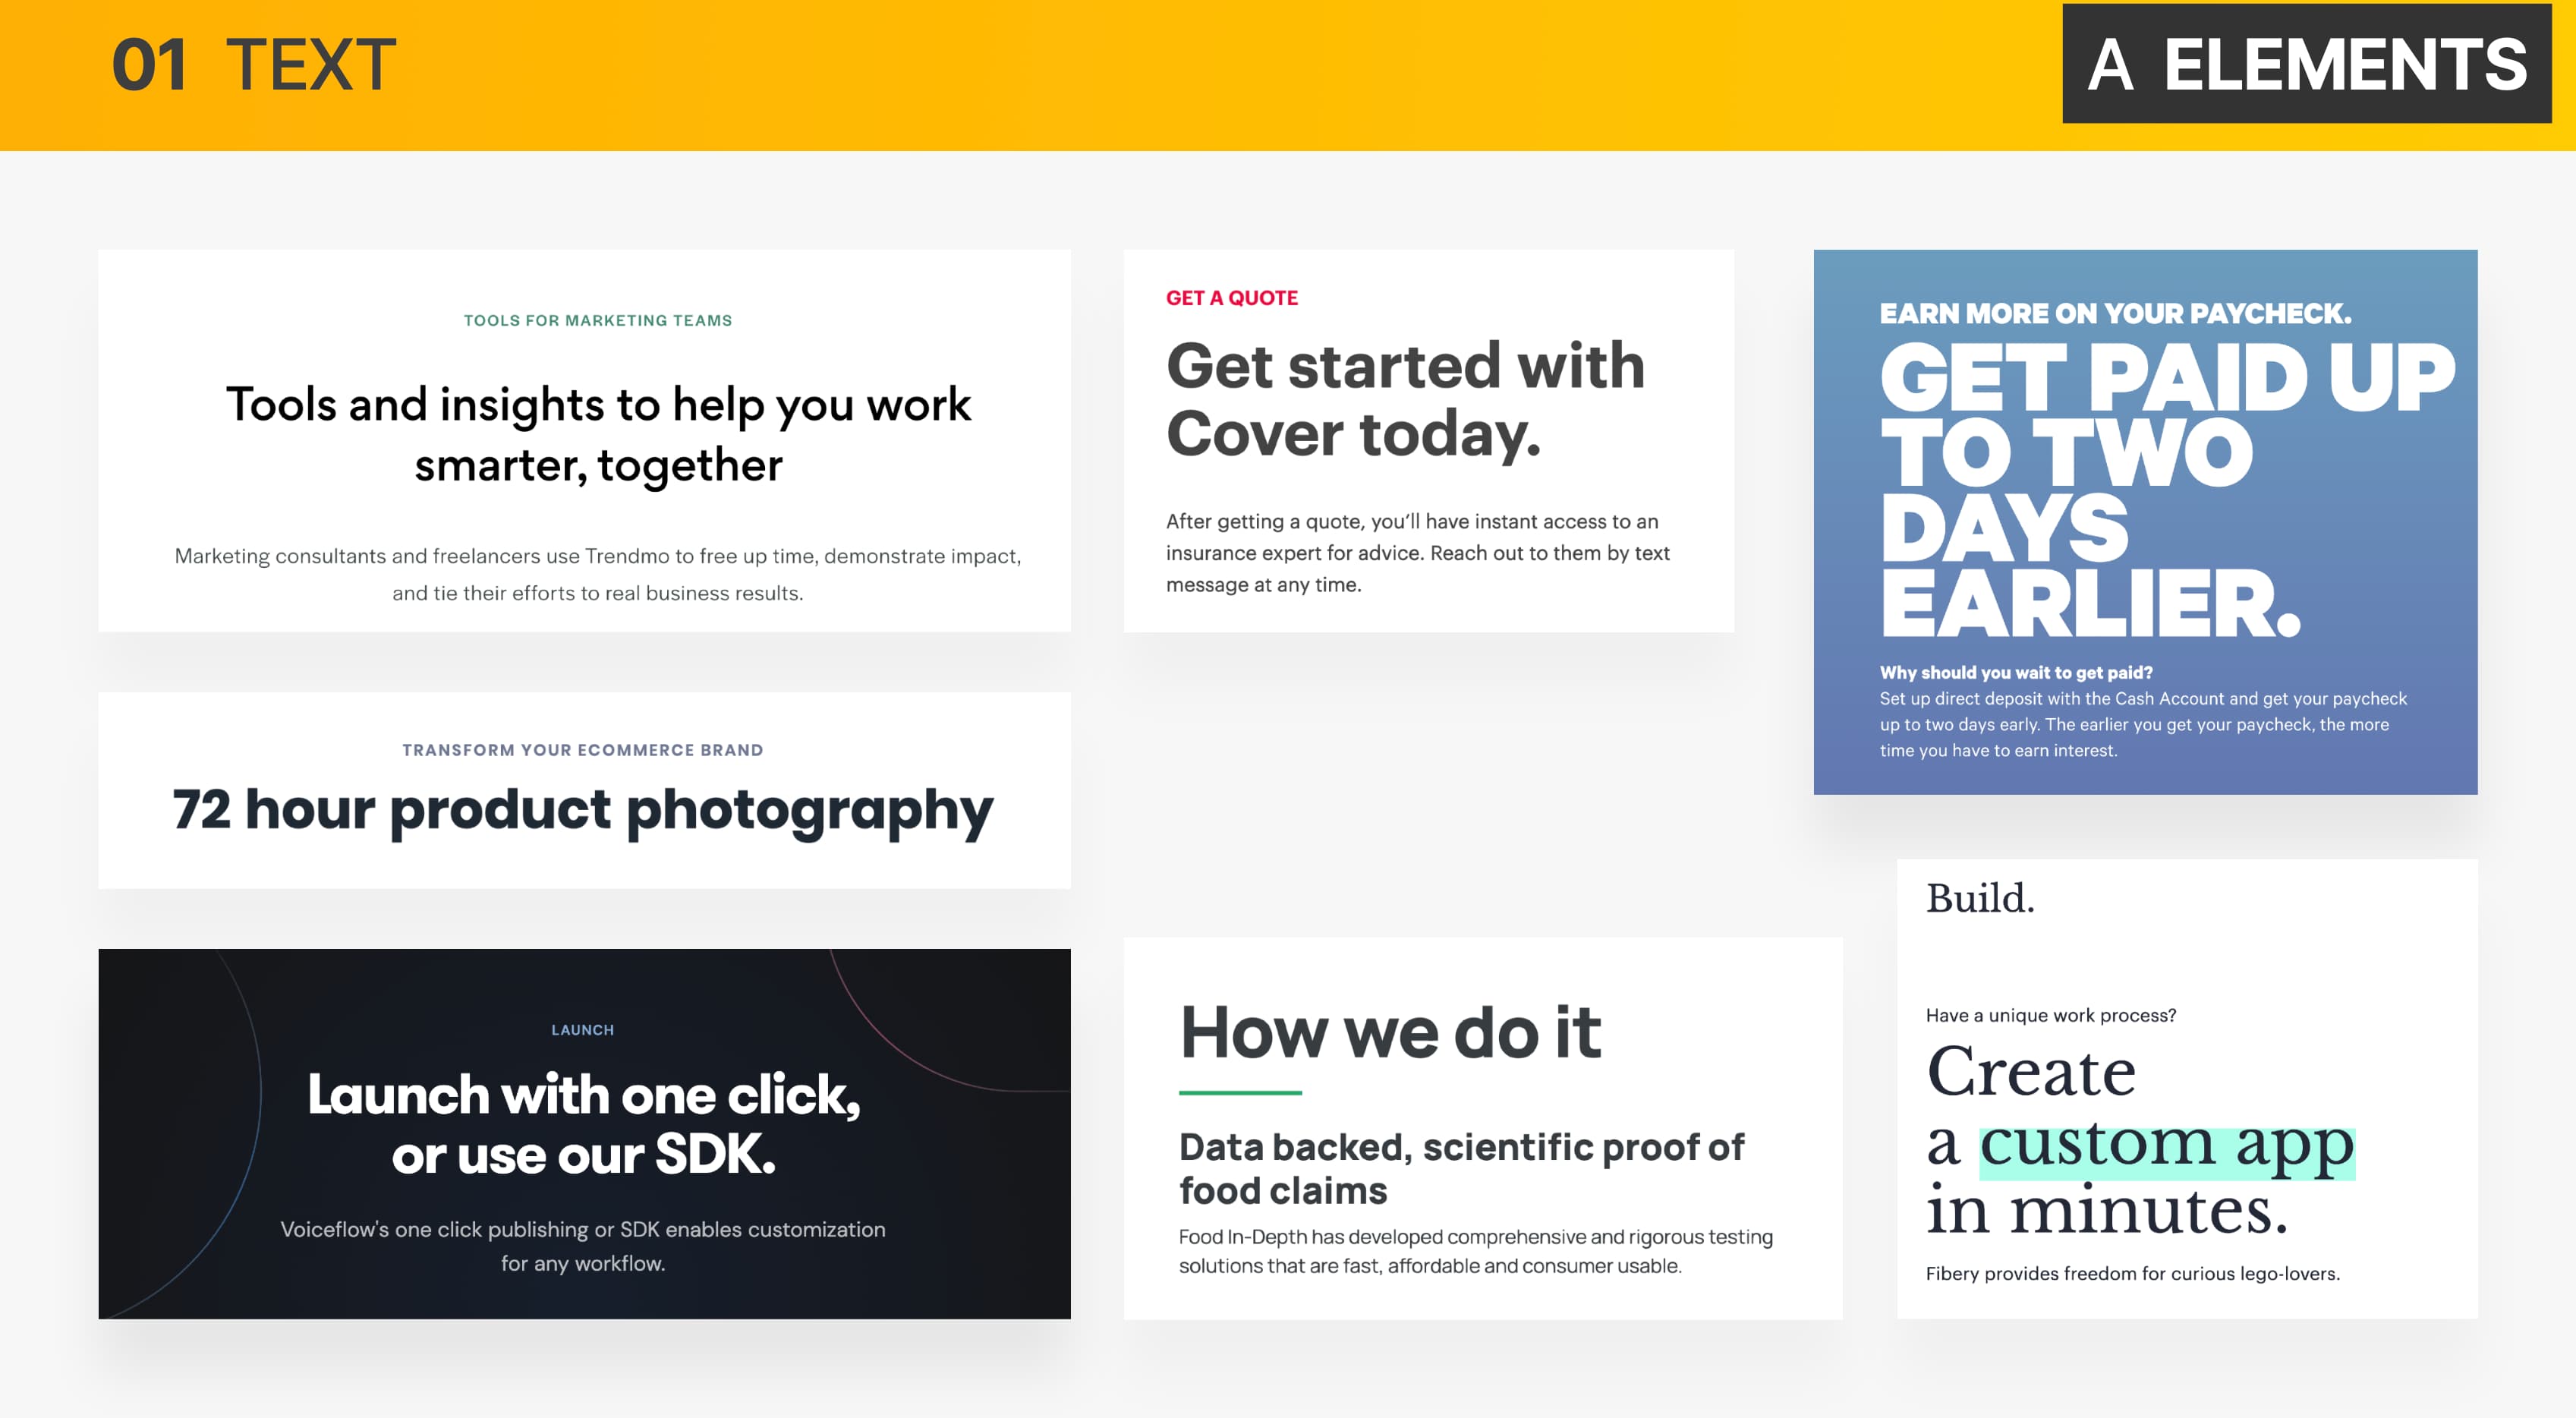 01 TEXT
A ELEMENTS
TOOLS FOR MARKETING TEAMS
Tools and insights to help you work
smarter, together
Marketing consultants and freelancers use Trendmo to free up time, demonstrate impact,
and tie their efforts to real business results.
GET A QUOTE
Get started with
Cover today.
After getting a quote, you’ll have instant access to an
insurance expert for advice. Reach out to them by text
message at any time.
EARN MORE ON YOUR PAYCHECK.
GET PAID UP
TO TWO
DAYS
EARLIER.
Why should you wait to get paid?
Set up direct deposit with the Cash Account and get your paycheck
up to two days early. The earlier you get your paycheck, the more
time you have to earn interest.
TRANSFORM YOUR ECOMMERCE BRAND
72 hour product photography
LAUNCH
Launch with one click,
or use our SDK.
Voiceflow's one click publishing or SDK enables customization
for any workflow.
How we do it
Data backed, scientific proof of
food claims
Food In-Depth has developed comprehensive and rigorous testing
solutions that are fast, affordable and consumer usable.
Build.
Have a unique work process?
Create
a custom app
in minutes.
Fibery provides freedom for curious lego-lovers.